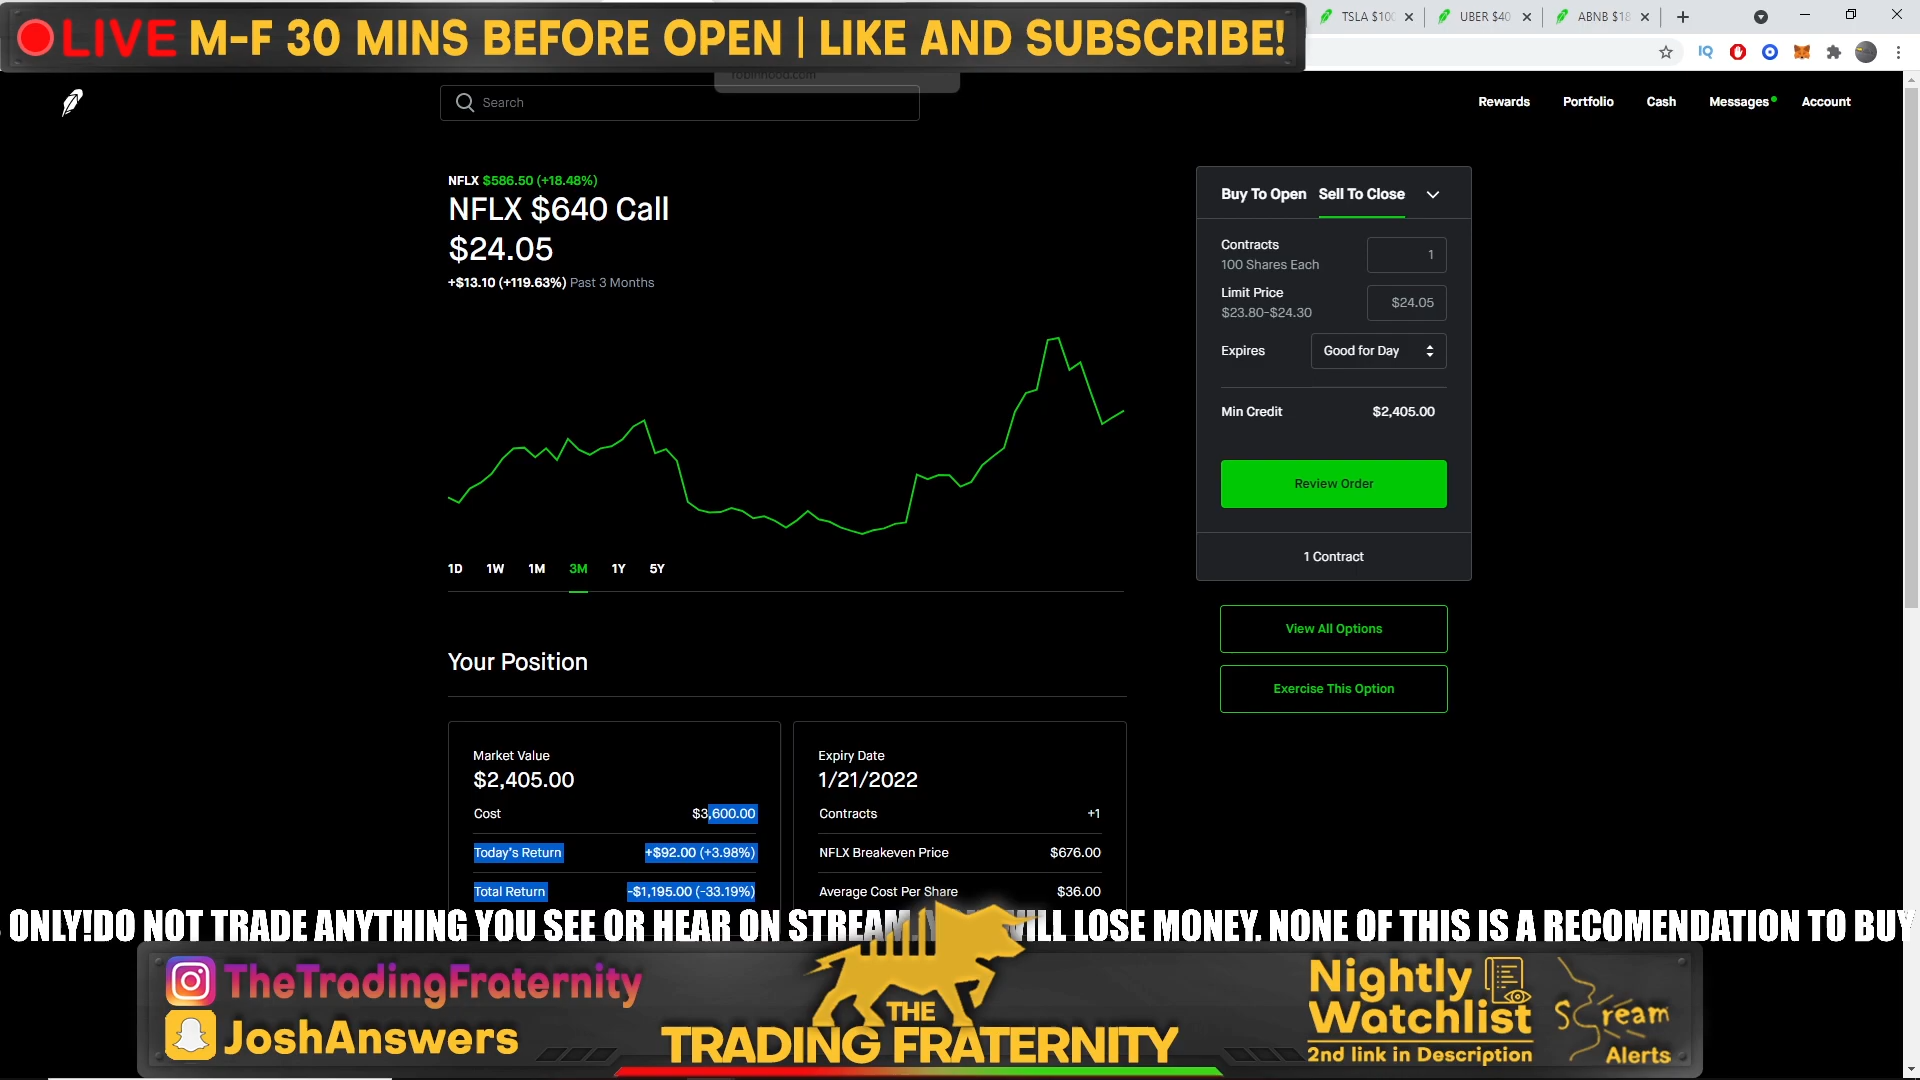 LIVE M-F 30 MINS BEFORE OPEN | LIKE AND SUBSCRIBE!
TSLA $100
UBER $40
ABNB $18
robinhood.com
Search
Rewards
Portfolio
Cash
Messages
Account
NFLX $586.50 (+18.48%)
NFLX $640 Call
$24.05
+$13.10 (+119.63%) Past 3 Months
1D 1W 1M 3M 1Y 5Y
Buy To Open Sell To Close
Contracts 1
100 Shares Each
Limit Price $24.05
$23.80-$24.30
Expires Good for Day
Min Credit $2,405.00
Review Order
1 Contract
View All Options
Exercise This Option
Your Position
Market Value
$2,405.00
Cost $3,600.00
Today's Return +$92.00 (+3.98%)
Total Return -$1,195.00 (-33.19%)
Expiry Date
1/21/2022
Contracts +1
NFLX Breakeven Price $676.00
Average Cost Per Share $36.00
ONLY!DO NOT TRADE ANYTHING YOU SEE OR HEAR ON STREAM. WILL LOSE MONEY. NONE OF THIS IS A RECOMENDATION TO BUY
TheTradingFraternity
JoshAnswers
THE
TRADING FRATERNITY
Nightly
Watchlist
2nd link in Description
Scream
Alerts